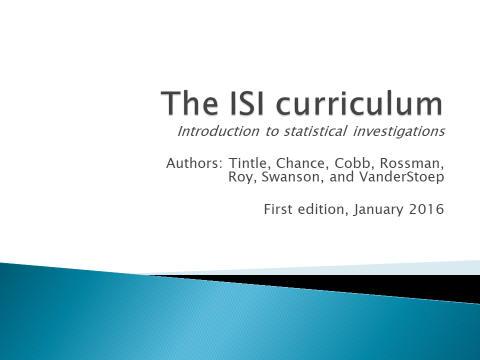 The ISI curriculum
Introduction to statistical investigations
Authors: Tintle, Chance, Cobb, Rossman,
Roy, Swanson, and VanderStoep
First edition, January 2016